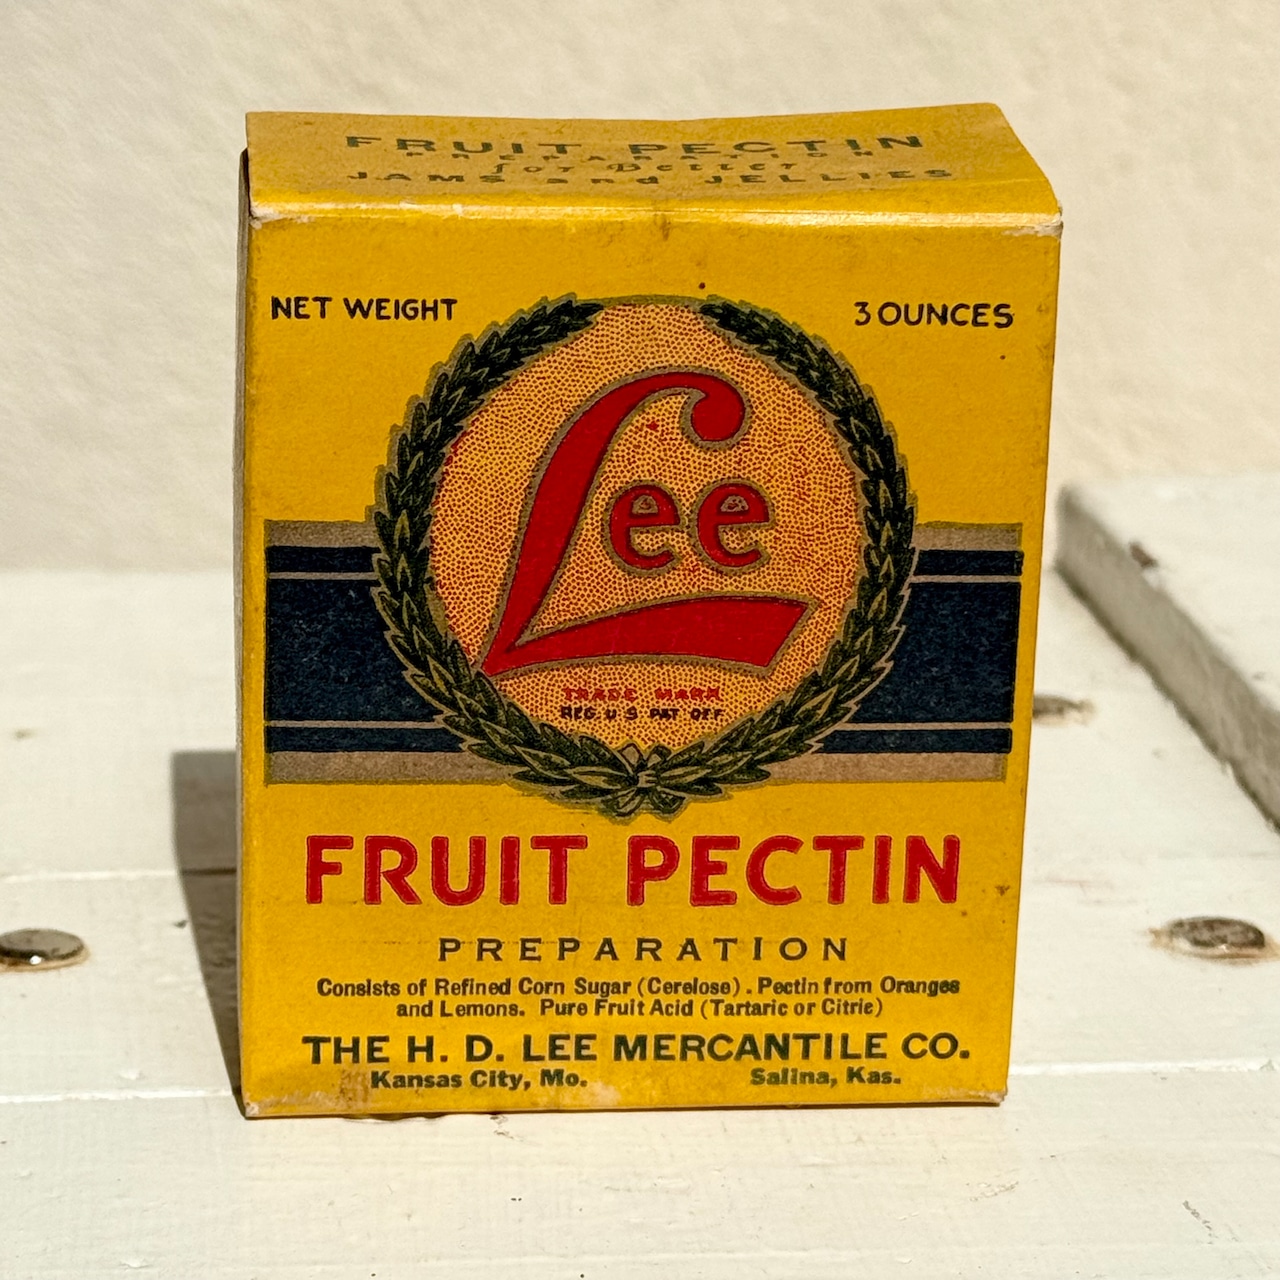 FRUIT PECTIN
PREPARATION
for Better
JAMS and JELLIES
NET WEIGHT 3 OUNCES
Lee
TRADE MARK
REG U S PAT OFF
FRUIT PECTIN
PREPARATION
Consists of Refined Corn Sugar (Cerelose). Pectin from Oranges
and Lemons. Pure Fruit Acid (Tartaric or Citric)
THE H. D. LEE MERCANTILE CO.
Kansas City, Mo. Salina, Kas.